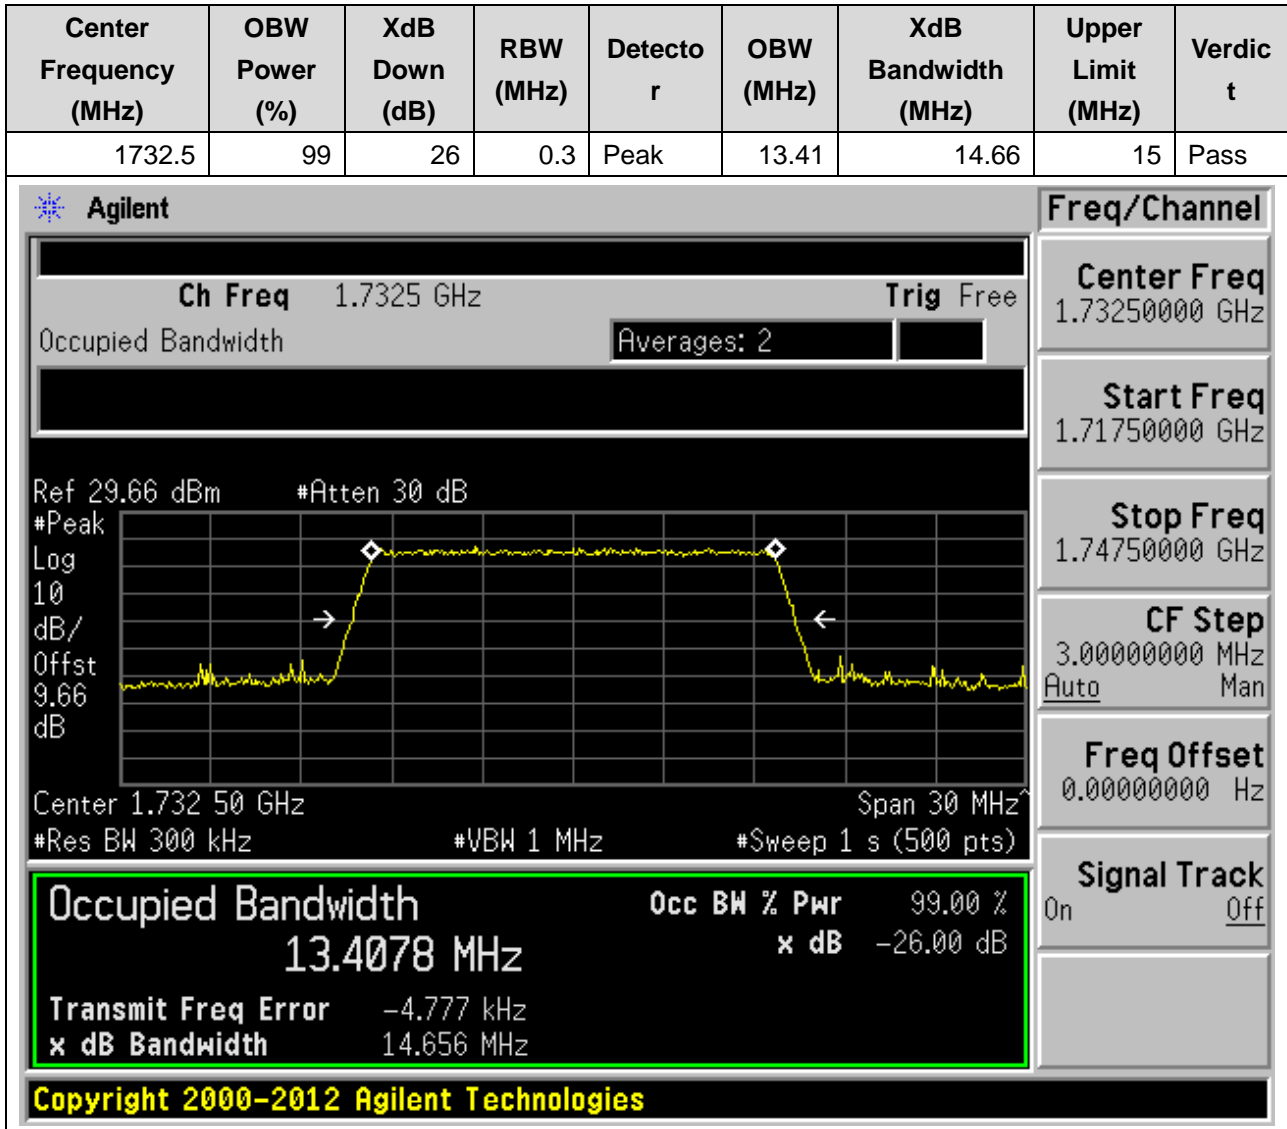 Center Frequency (MHz) OBW Power (%) XdB Down (dB) RBW (MHz) Detecto r OBW (MHz) XdB Bandwidth (MHz) Upper Limit (MHz) Verdic t
1732.5 99 26 0.3 Peak 13.41 14.66 15 Pass
Agilent
Freq/Channel
Ch Freq 1.7325 GHz Trig Free
Occupied Bandwidth Averages: 2
Ref 29.66 dBm #Atten 30 dB
#Peak
Log
10
dB/
Offst
9.66
dB
Center 1.732 50 GHz Span 30 MHz^
#Res BW 300 kHz #VBW 1 MHz #Sweep 1 s (500 pts)
Occupied Bandwidth
13.4078 MHz
Occ BW % Pwr 99.00 %
x dB -26.00 dB
Transmit Freq Error -4.777 kHz
x dB Bandwidth 14.656 MHz
Center Freq
1.73250000 GHz
Start Freq
1.71750000 GHz
Stop Freq
1.74750000 GHz
CF Step
3.00000000 MHz
Auto Man
Freq Offset
0.00000000 Hz
Signal Track
On Off
Copyright 2000-2012 Agilent Technologies